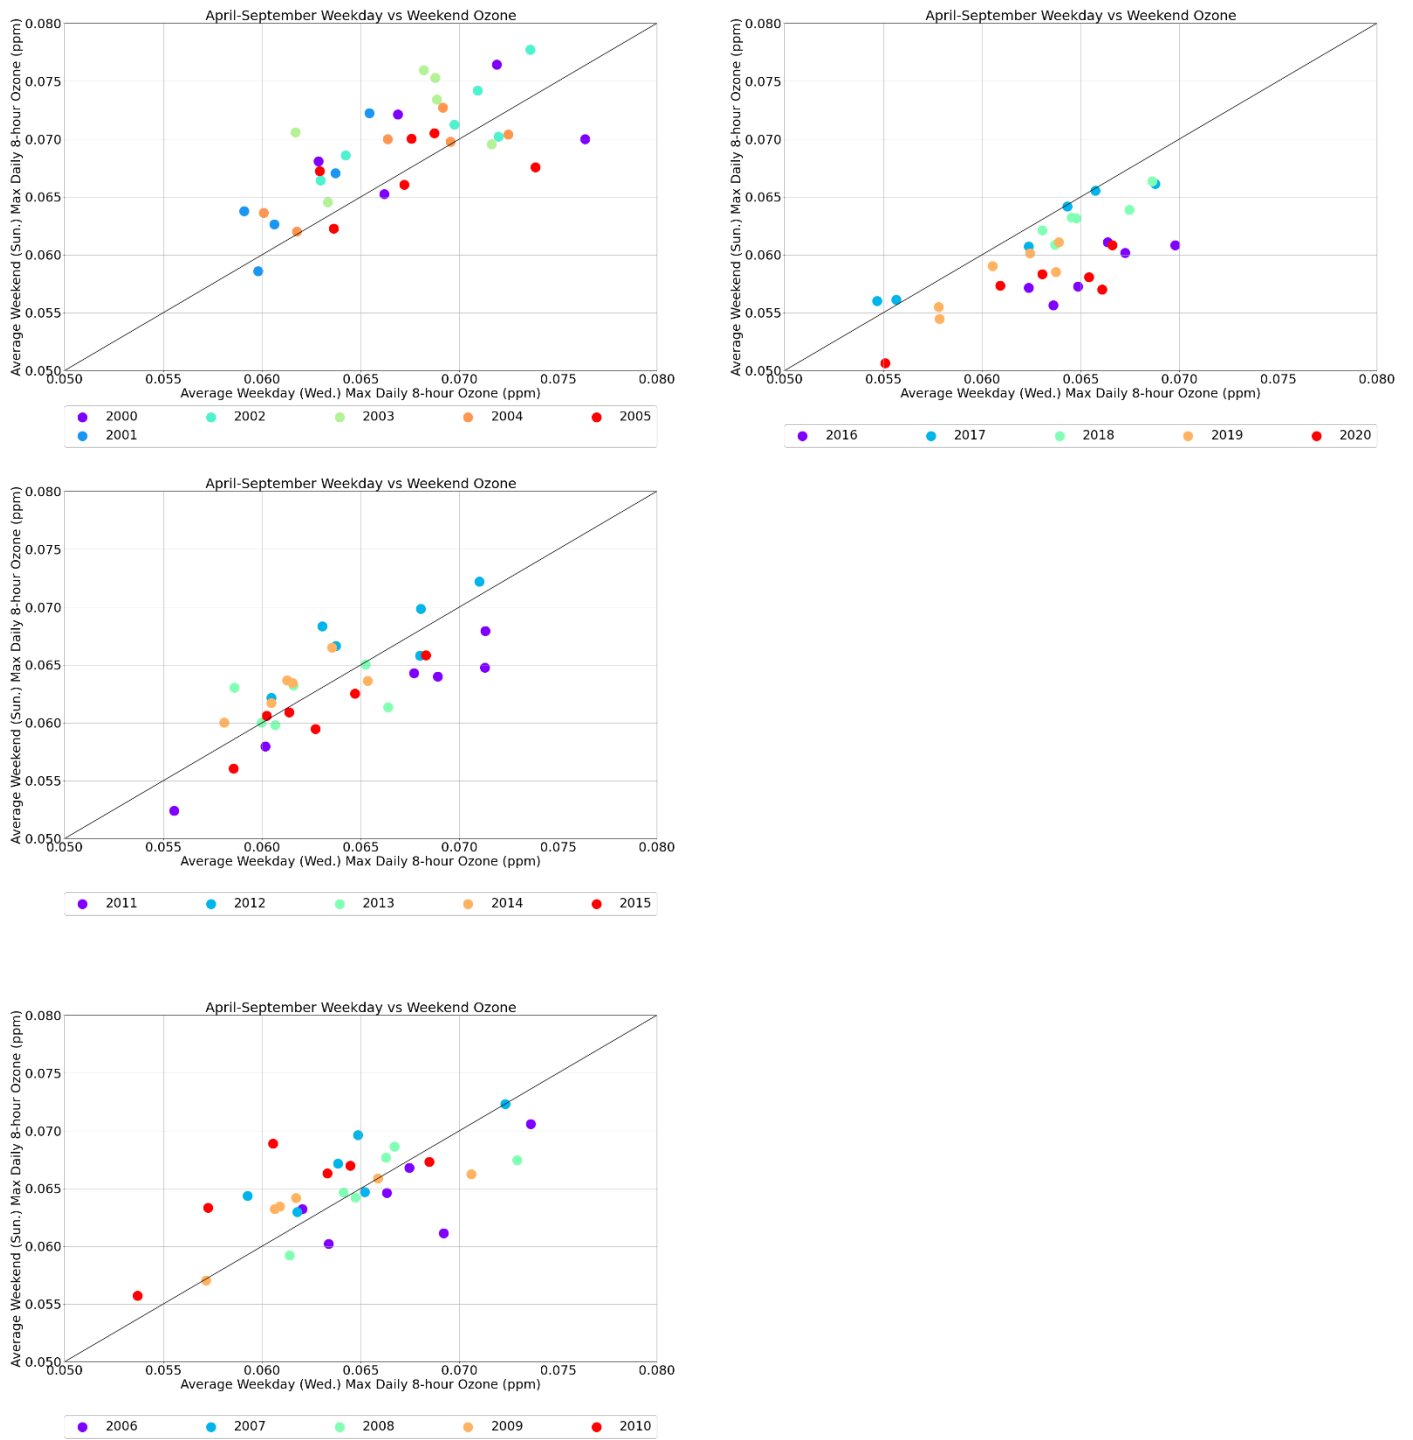 April-September Weekday vs Weekend Ozone
Average Weekend (Sun.) Max Daily 8-hour Ozone (ppm)
0.080
0.075
0.070
0.065
0.060
0.055
0.050
0.050 0.055 0.060 0.065 0.070 0.075 0.080
Average Weekday (Wed.) Max Daily 8-hour Ozone (ppm)
2000 2002 2003 2004 2005
2001
April-September Weekday vs Weekend Ozone
Average Weekend (Sun.) Max Daily 8-hour Ozone (ppm)
0.080
0.075
0.070
0.065
0.060
0.055
0.050
0.050 0.055 0.060 0.065 0.070 0.075 0.080
Average Weekday (Wed.) Max Daily 8-hour Ozone (ppm)
2016 2017 2018 2019 2020
April-September Weekday vs Weekend Ozone
Average Weekend (Sun.) Max Daily 8-hour Ozone (ppm)
0.080
0.075
0.070
0.065
0.060
0.055
0.050
0.050 0.055 0.060 0.065 0.070 0.075 0.080
Average Weekday (Wed.) Max Daily 8-hour Ozone (ppm)
2011 2012 2013 2014 2015
April-September Weekday vs Weekend Ozone
Average Weekend (Sun.) Max Daily 8-hour Ozone (ppm)
0.080
0.075
0.070
0.065
0.060
0.055
0.050
0.050 0.055 0.060 0.065 0.070 0.075 0.080
Average Weekday (Wed.) Max Daily 8-hour Ozone (ppm)
2006 2007 2008 2009 2010